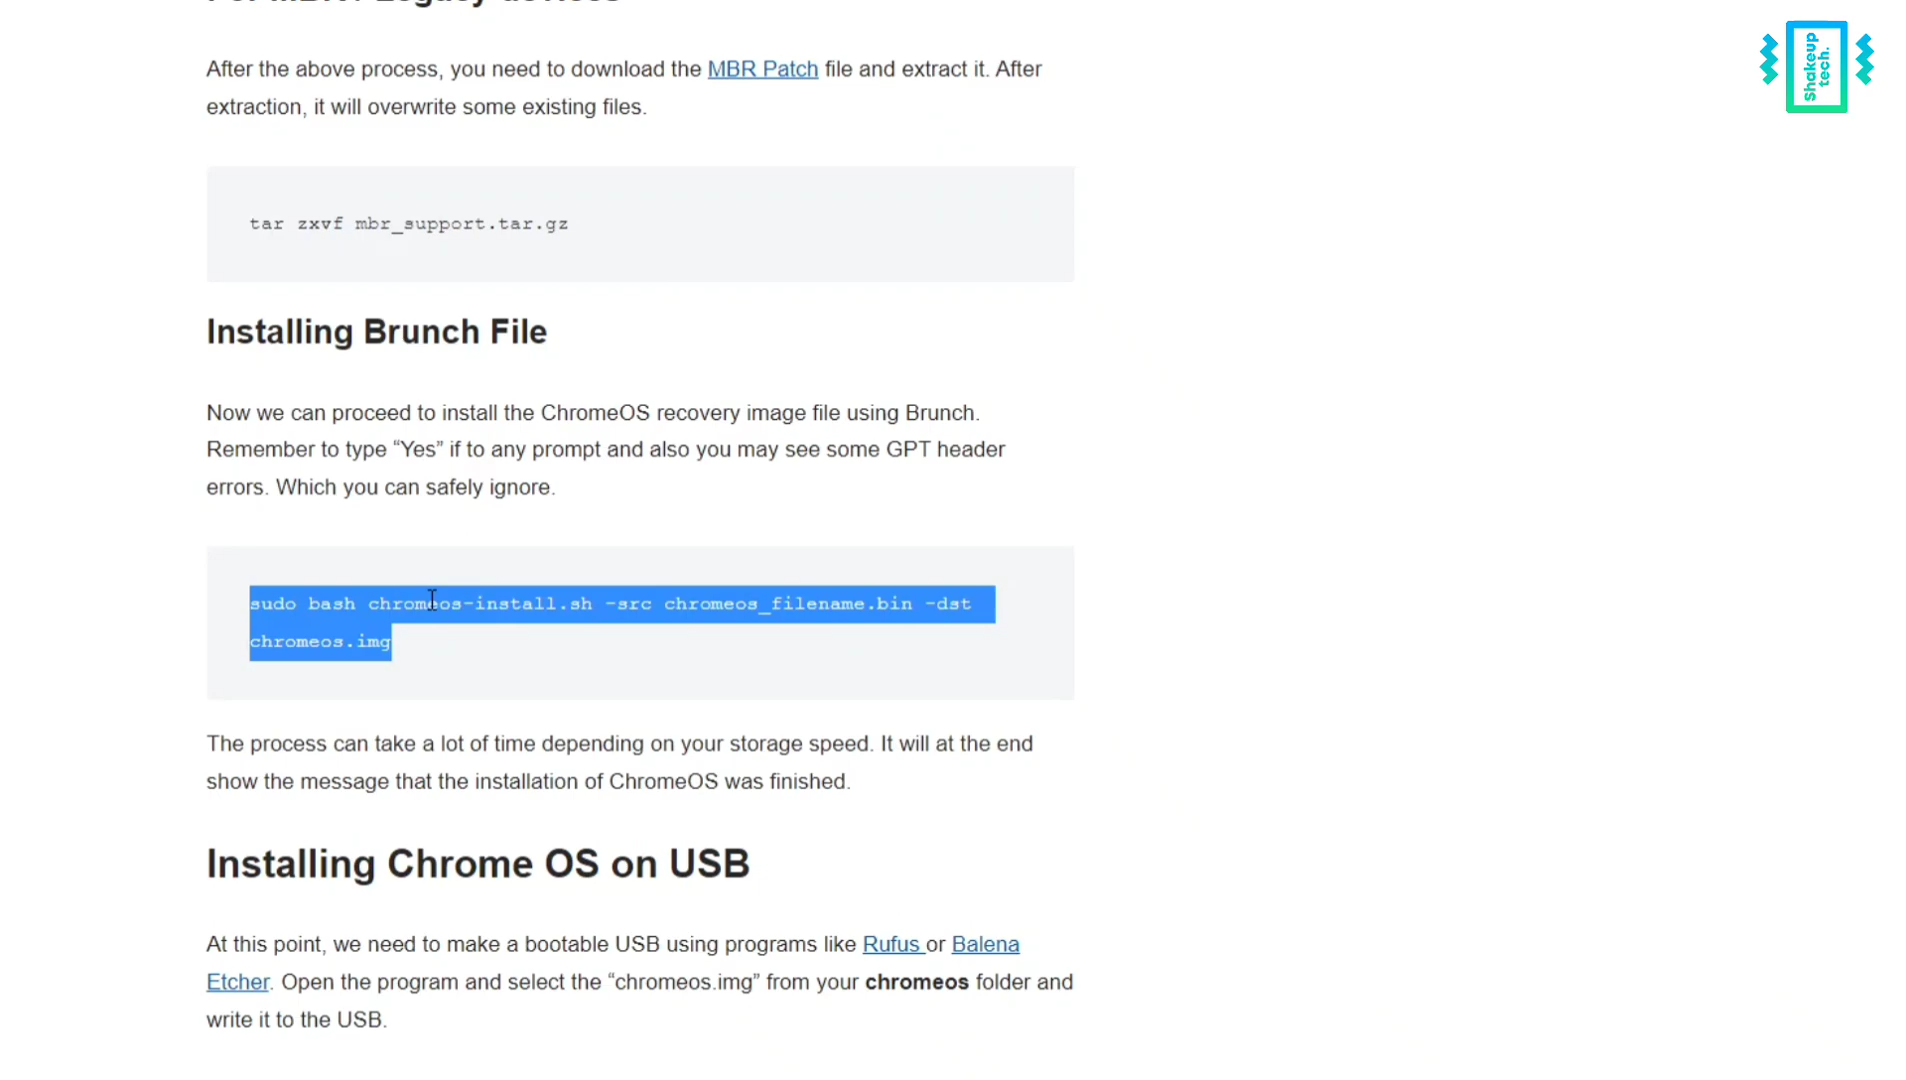 For MBR / Legacy devices
After the above process, you need to download the MBR Patch file and extract it. After
extraction, it will overwrite some existing files.
tar zxvf mbr_support.tar.gz
Installing Brunch File
Now we can proceed to install the ChromeOS recovery image file using Brunch.
Remember to type “Yes” if to any prompt and also you may see some GPT header
errors. Which you can safely ignore.
sudo bash chromeos-install.sh -src chromeos_filename.bin -dst
chromeos.img
The process can take a lot of time depending on your storage speed. It will at the end
show the message that the installation of ChromeOS was finished.
Installing Chrome OS on USB
At this point, we need to make a bootable USB using programs like Rufus or Balena
Etcher. Open the program and select the “chromeos.img” from your chromeos folder and
write it to the USB.
Shakeup
tech.